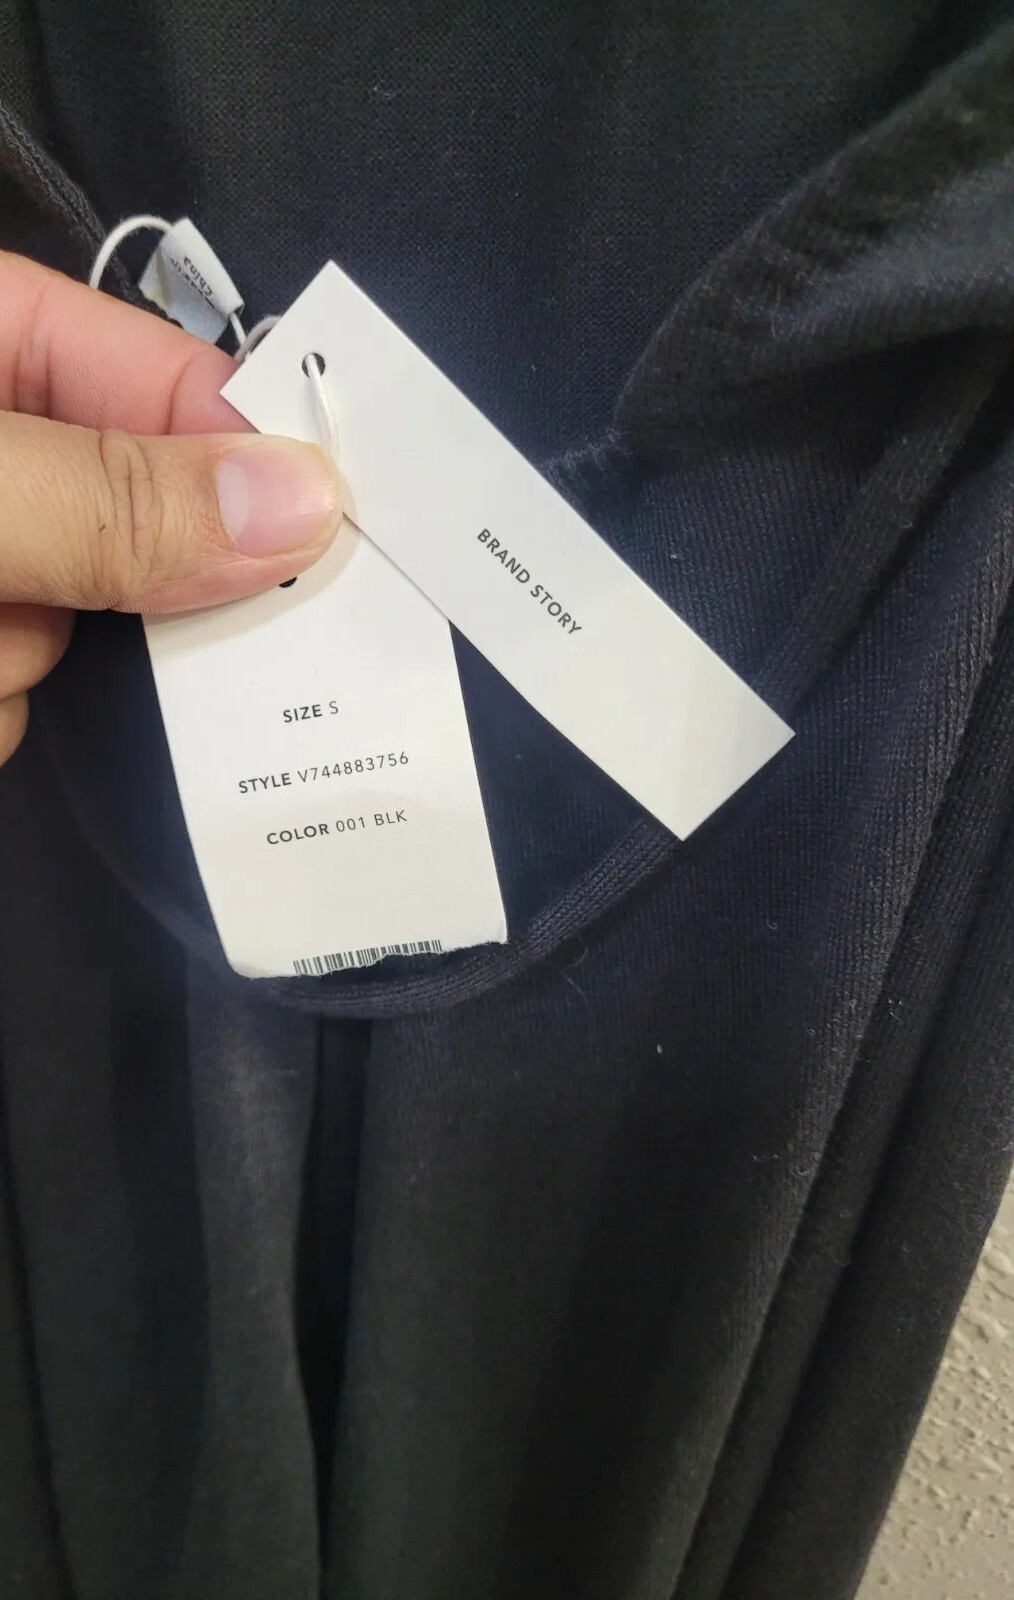 BRAND STORY
SIZE S
STYLE V744883756
COLOR 001 BLK